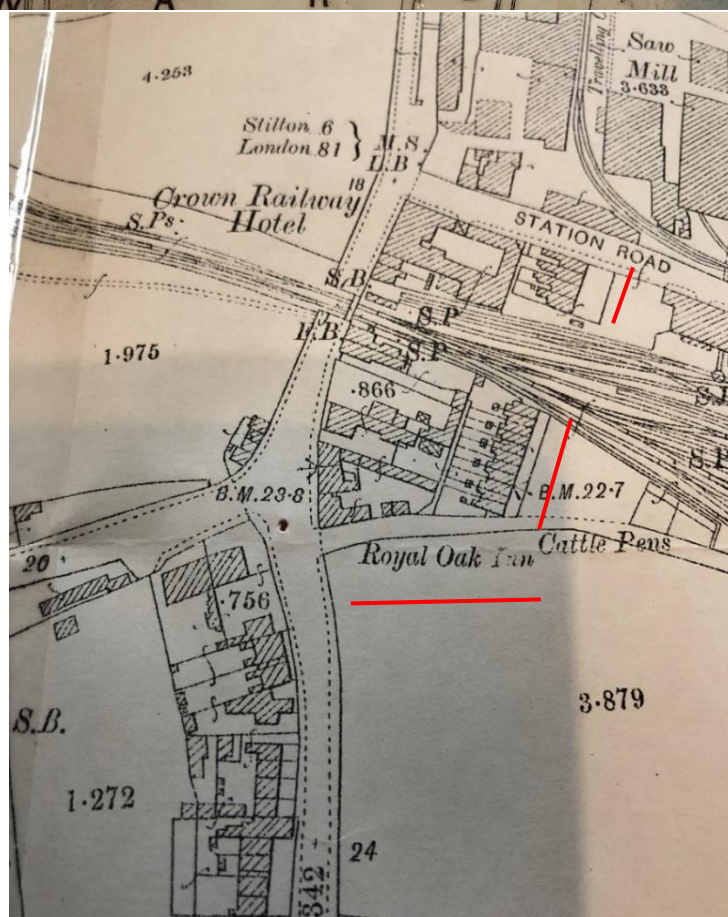 A R
4·253
Saw
Mill
3·633
Travelling
Stilton 6
London 81
M.S.
L.B
18
Crown Railway
Hotel
S.Ps.
STATION ROAD
S.B
S.P
F.B.
S.P
S.P
1·975
·866
S.P
B.M.23·8
B.M.22·7
20
Royal Oak Inn
Cattle Pens
·756
3·879
S.B.
1·272
24
342